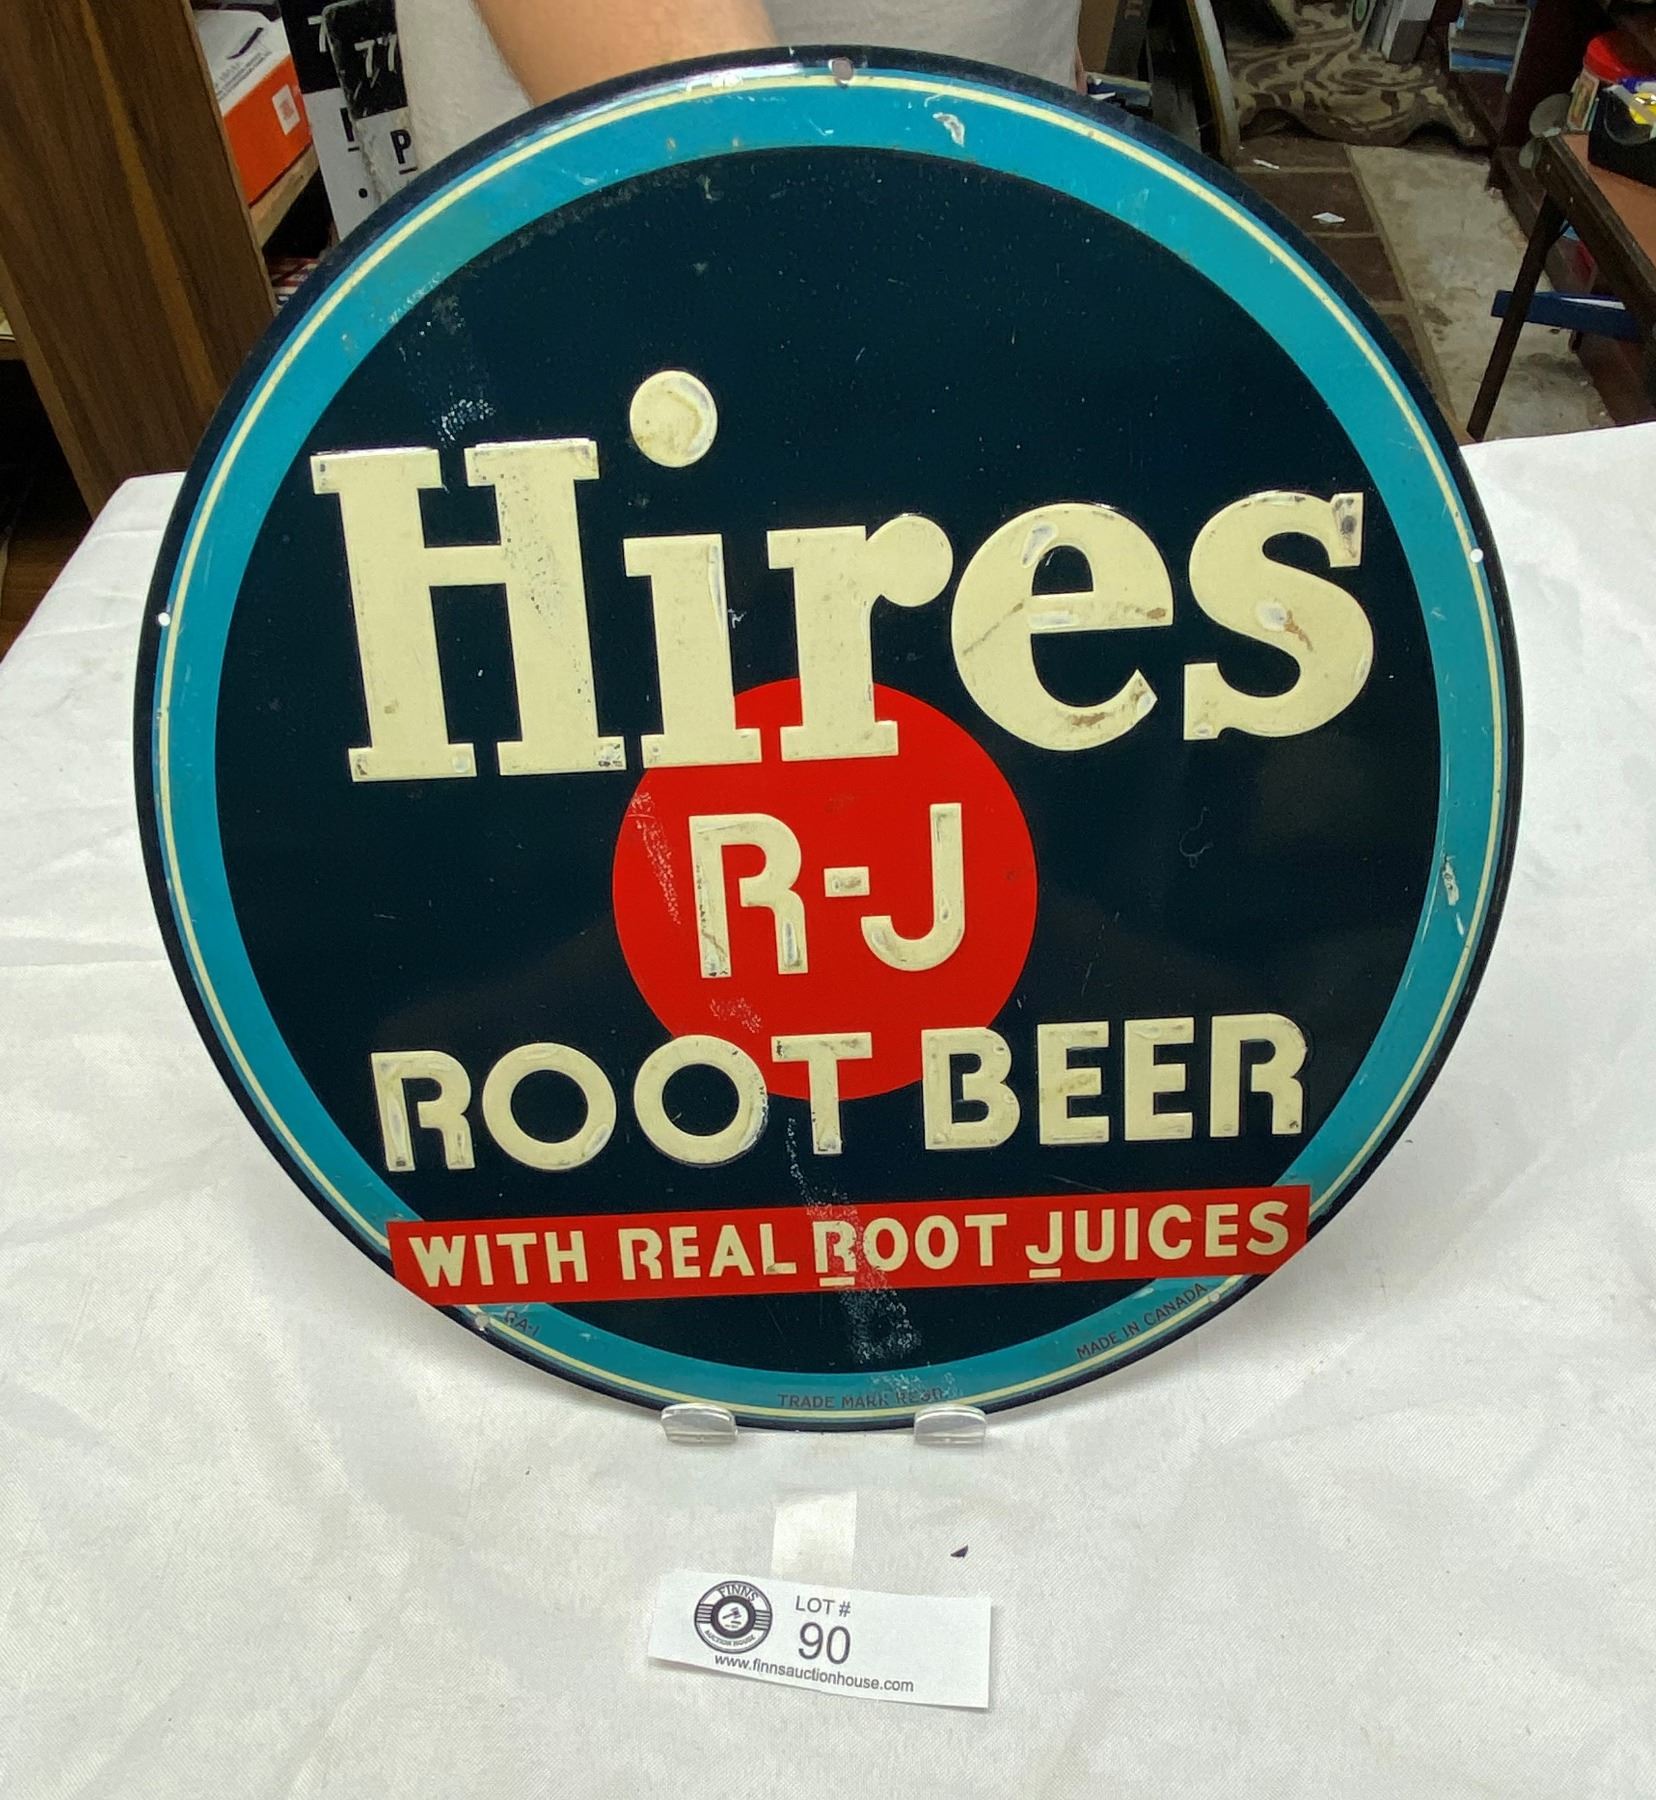 77
P
Hires
R-J
ROOT BEER
WITH REAL ROOT JUICES
RA-1
MADE IN CANADA
TRADE MARK REGD
FINNS
AUCTION HOUSE
LOT #
90
www.finnsauctionhouse.com